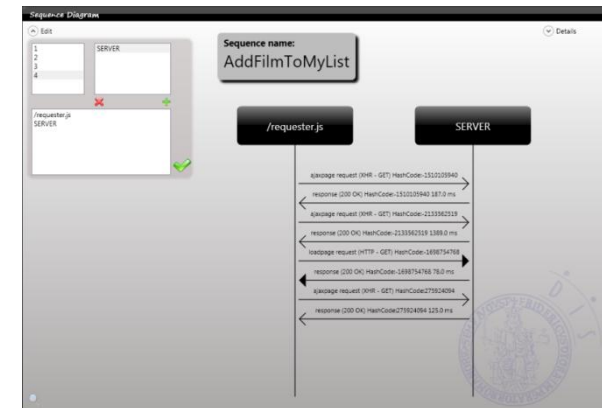 Sequence Diagram
Edit
Details
1
2
3
4
SERVER
/requester.js
SERVER
Sequence name:
AddFilmToMyList
/requester.js
SERVER
ajaxpage request (XHR - GET) HashCode:-1510105940
response (200 OK) HashCode:-1510105940 187.0 ms
ajaxpage request (XHR - GET) HashCode:-2133562519
response (200 OK) HashCode:-2133562519 1389.0 ms
loadpage request (HTTP - GET) HashCode:-1698754768
response (200 OK) HashCode:-1698754768 78.0 ms
ajaxpage request (XHR - GET) HashCode:273924094
response (200 OK) HashCode:273924094 125.0 ms
D I S